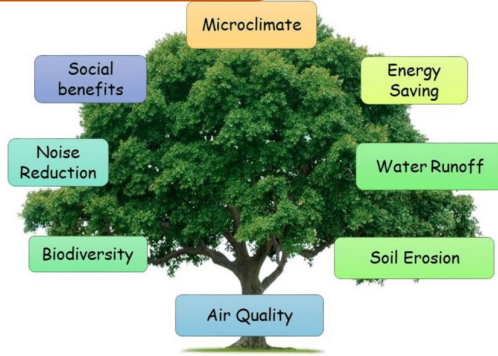 Microclimate
Social
benefits
Energy
Saving
Noise
Reduction
Water Runoff
Biodiversity
Soil Erosion
Air Quality